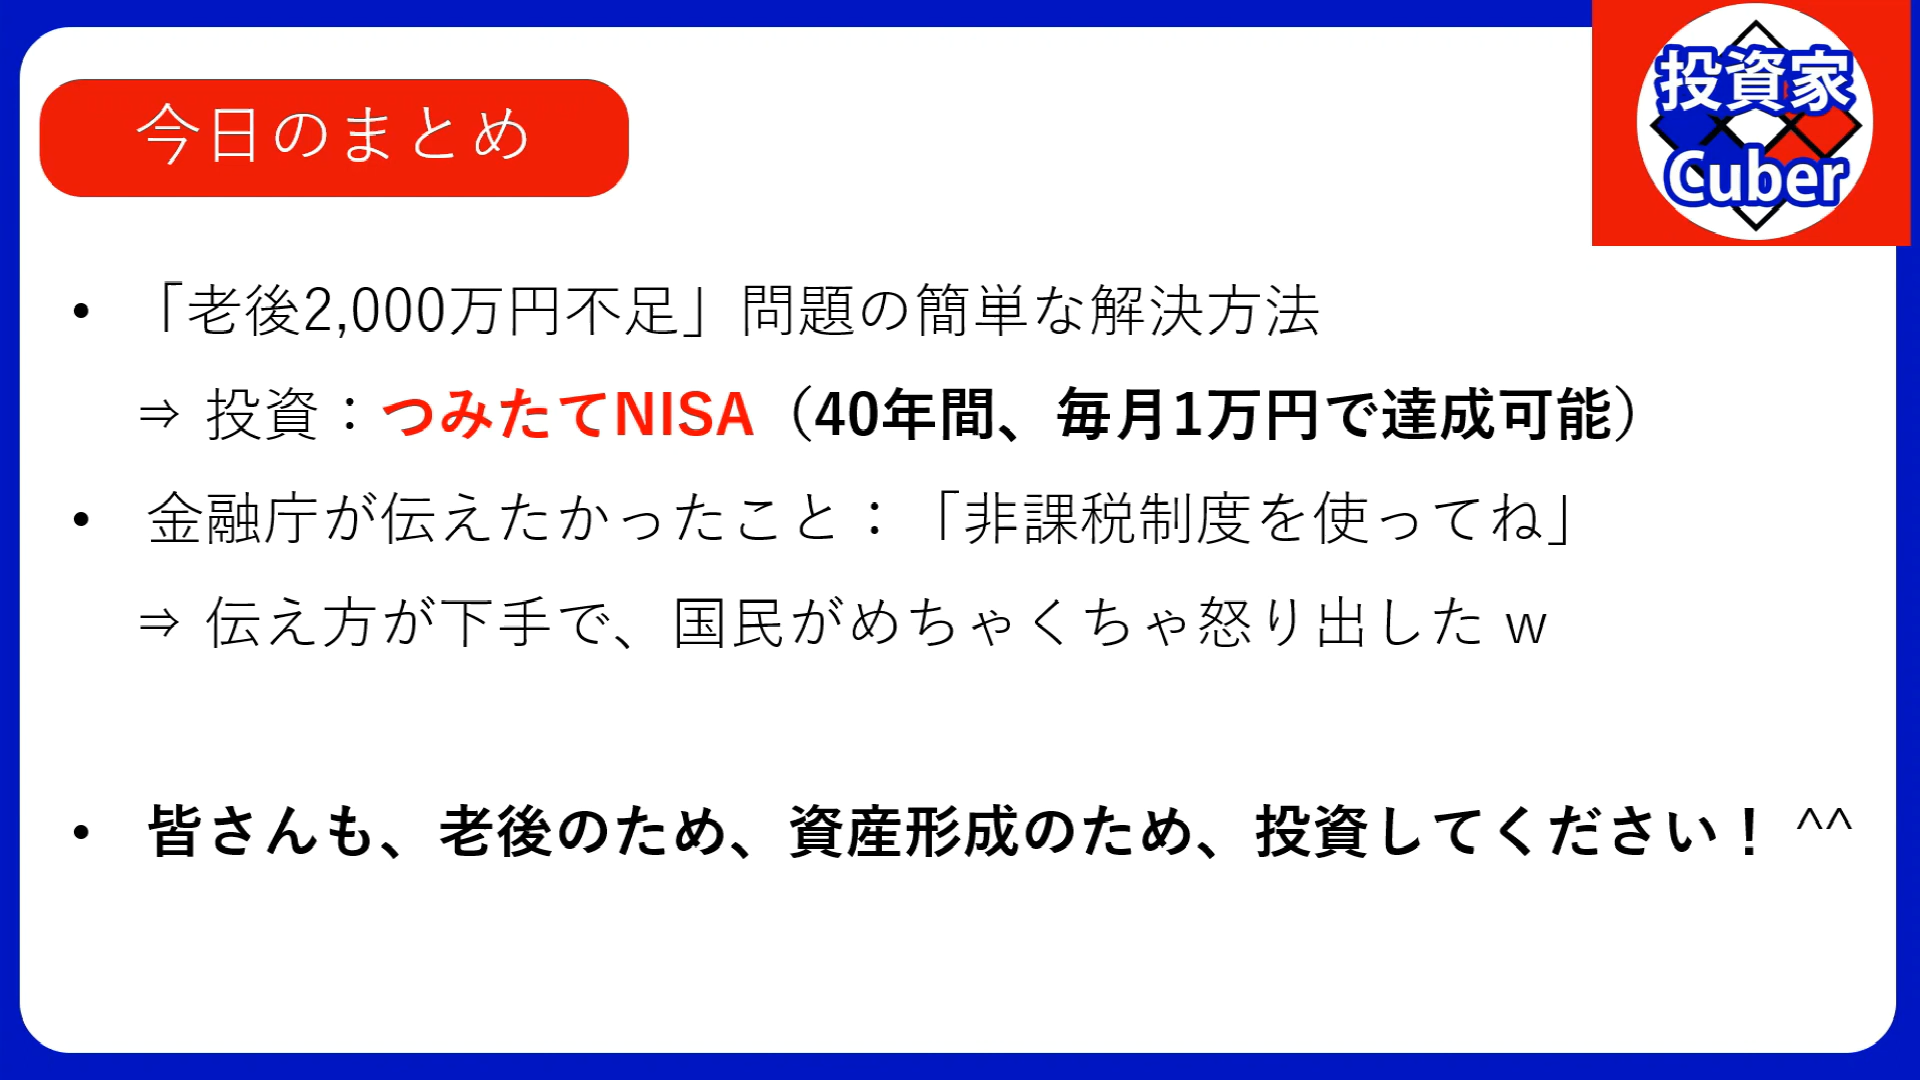 今日のまとめ
投資家
Cuber
• 「老後2,000万円不足」問題の簡単な解決方法
⇒ 投資：つみたてNISA（40年間、毎月1万円で達成可能）
• 金融庁が伝えたかったこと：「非課税制度を使ってね」
⇒ 伝え方が下手で、国民がめちゃくちゃ怒り出した w
• 皆さんも、老後のため、資産形成のため、投資してください！ ^^